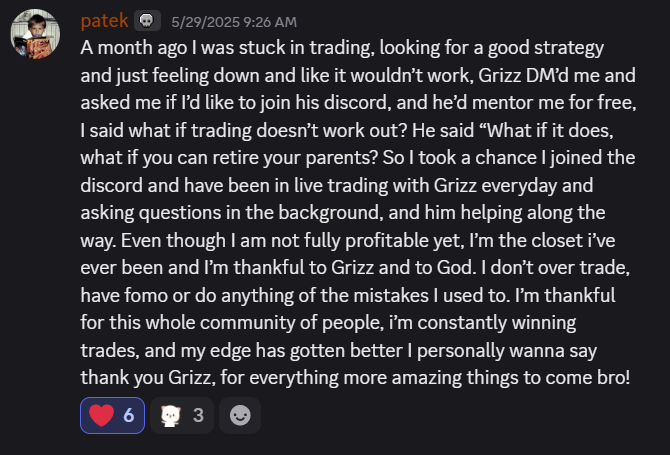 patek 5/29/2025 9:26 AM
A month ago I was stuck in trading, looking for a good strategy
and just feeling down and like it wouldn't work, Grizz DM'd me and
asked me if I'd like to join his discord, and he'd mentor me for free,
I said what if trading doesn't work out? He said “What if it does,
what if you can retire your parents? So I took a chance I joined the
discord and have been in live trading with Grizz everyday and
asking questions in the background, and him helping along the
way. Even though I am not fully profitable yet, I'm the closet i've
ever been and I'm thankful to Grizz and to God. I don't over trade,
have fomo or do anything of the mistakes I used to. I'm thankful
for this whole community of people, i'm constantly winning
trades, and my edge has gotten better I personally wanna say
thank you Grizz, for everything more amazing things to come bro!
6 3